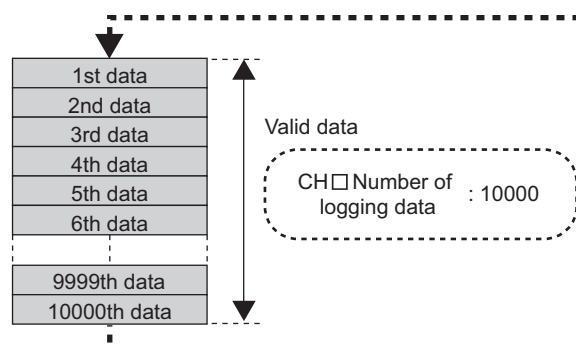 1st data
2nd data
3rd data
4th data
5th data
6th data
9999th data
10000th data
Valid data
CH□ Number of
logging data : 10000